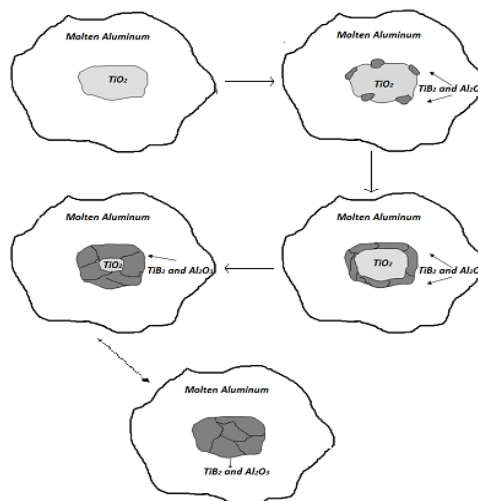 Molten Aluminum
TiO₂
Molten Aluminum
TiO₂
TiB₂ and Al₂O
Molten Aluminum
TiO₂
TiB₂ and Al₂O₃
Molten Aluminum
TiO₂
TiB₂ and Al₂O
Molten Aluminum
TiB₂ and Al₂O₃